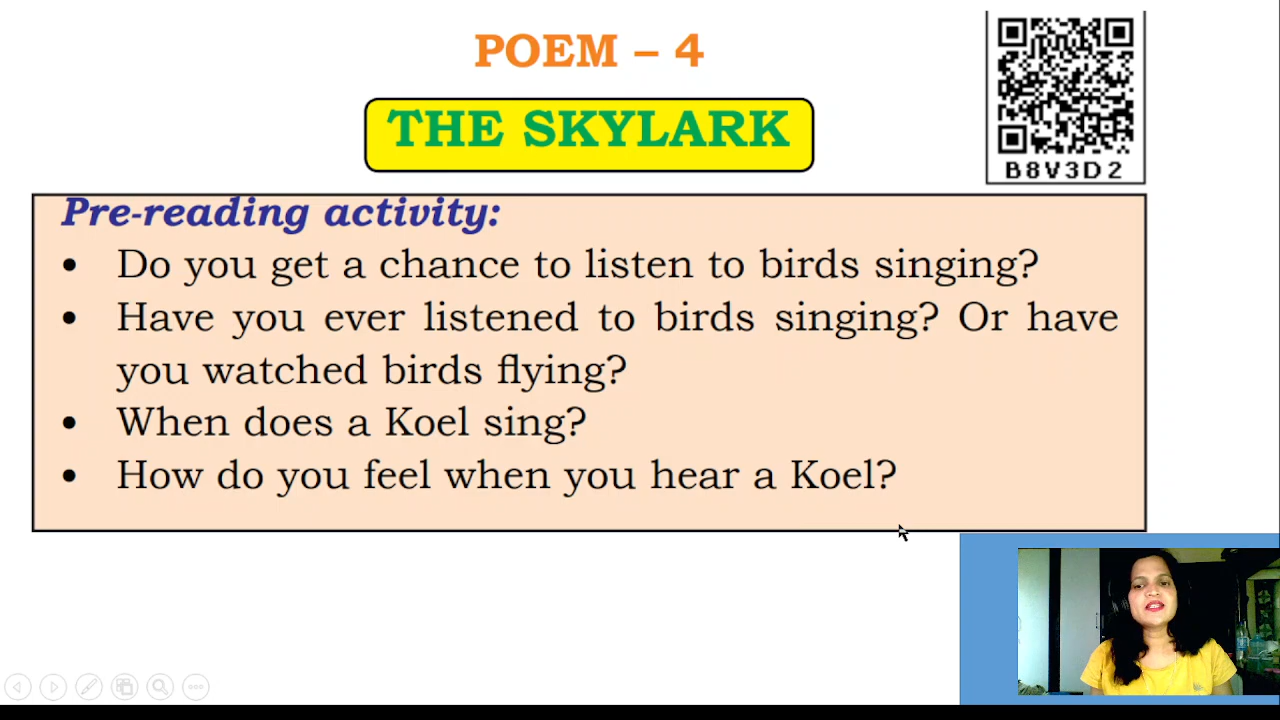 POEM – 4
THE SKYLARK
B8V3D2
Pre-reading activity:
• Do you get a chance to listen to birds singing?
• Have you ever listened to birds singing? Or have
you watched birds flying?
• When does a Koel sing?
• How do you feel when you hear a Koel?